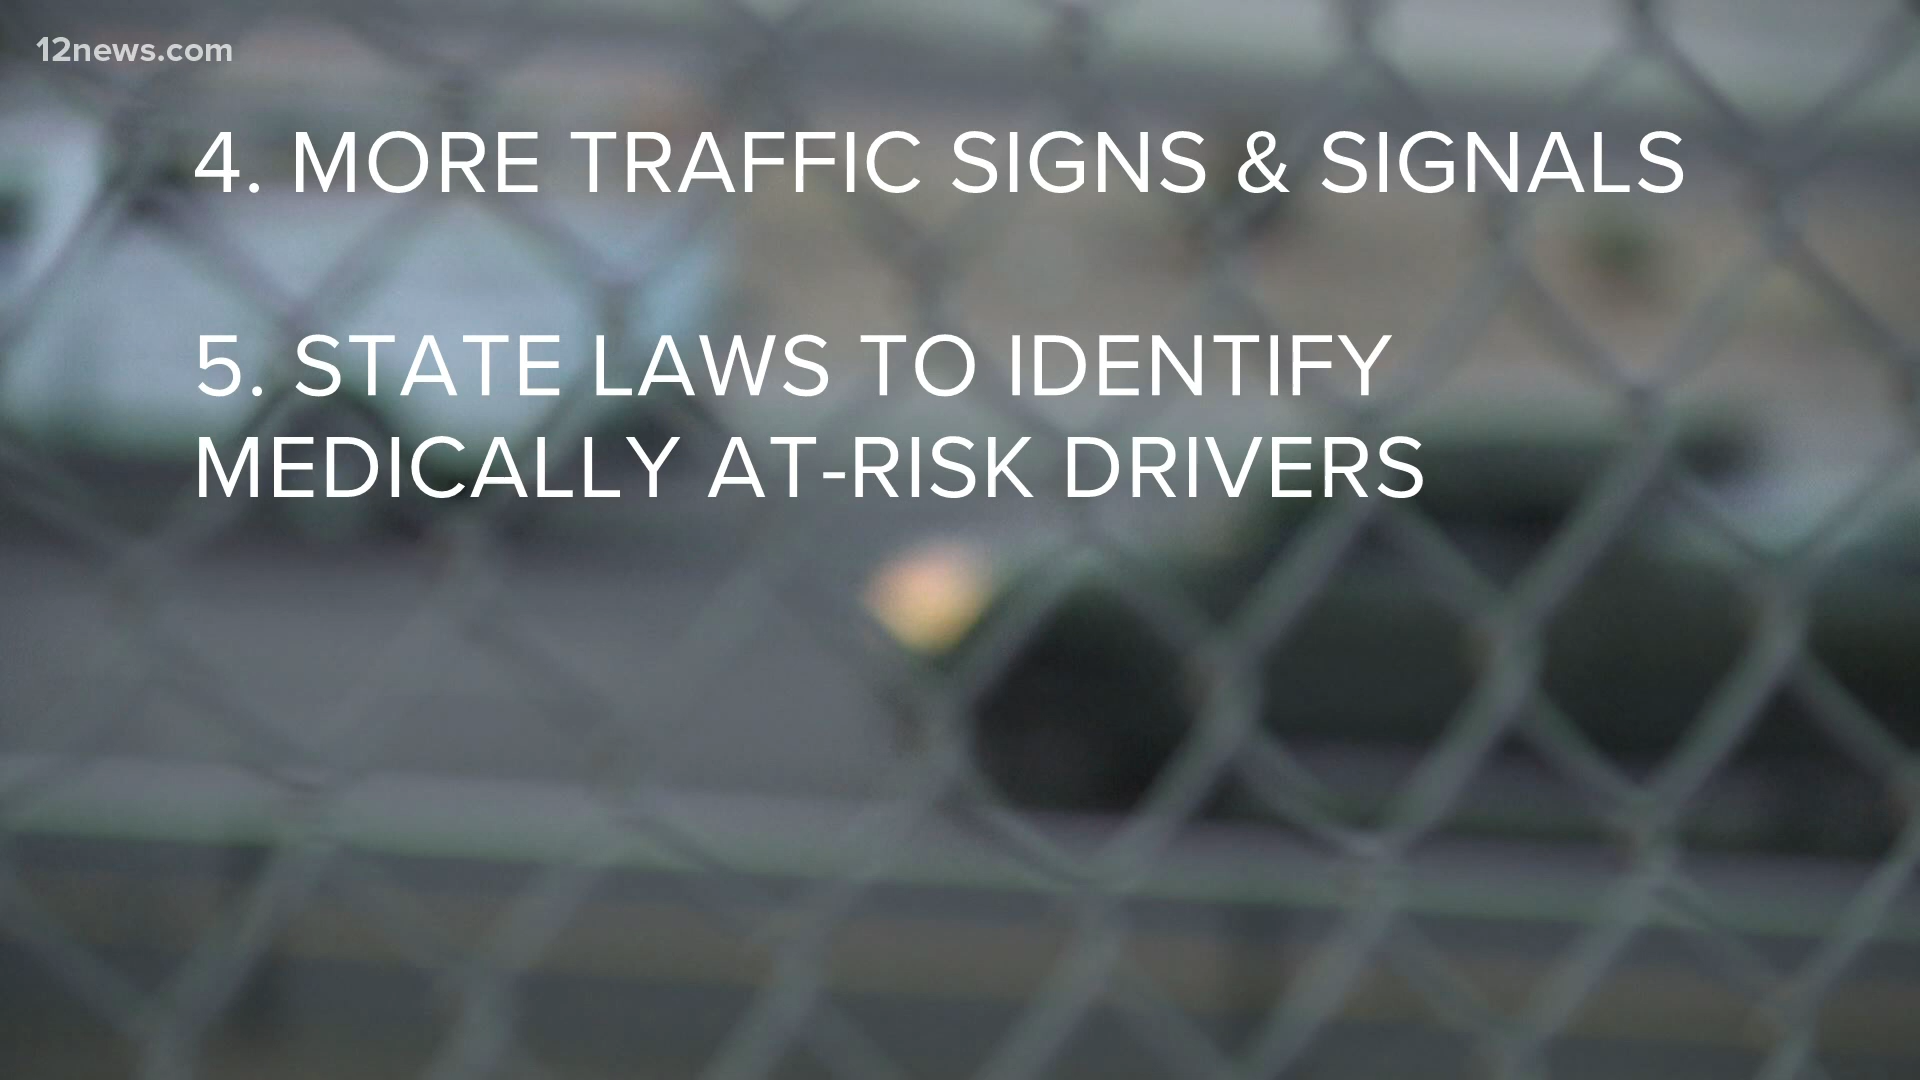 12news.com
4. MORE TRAFFIC SIGNS & SIGNALS
5. STATE LAWS TO IDENTIFY
MEDICALLY AT-RISK DRIVERS